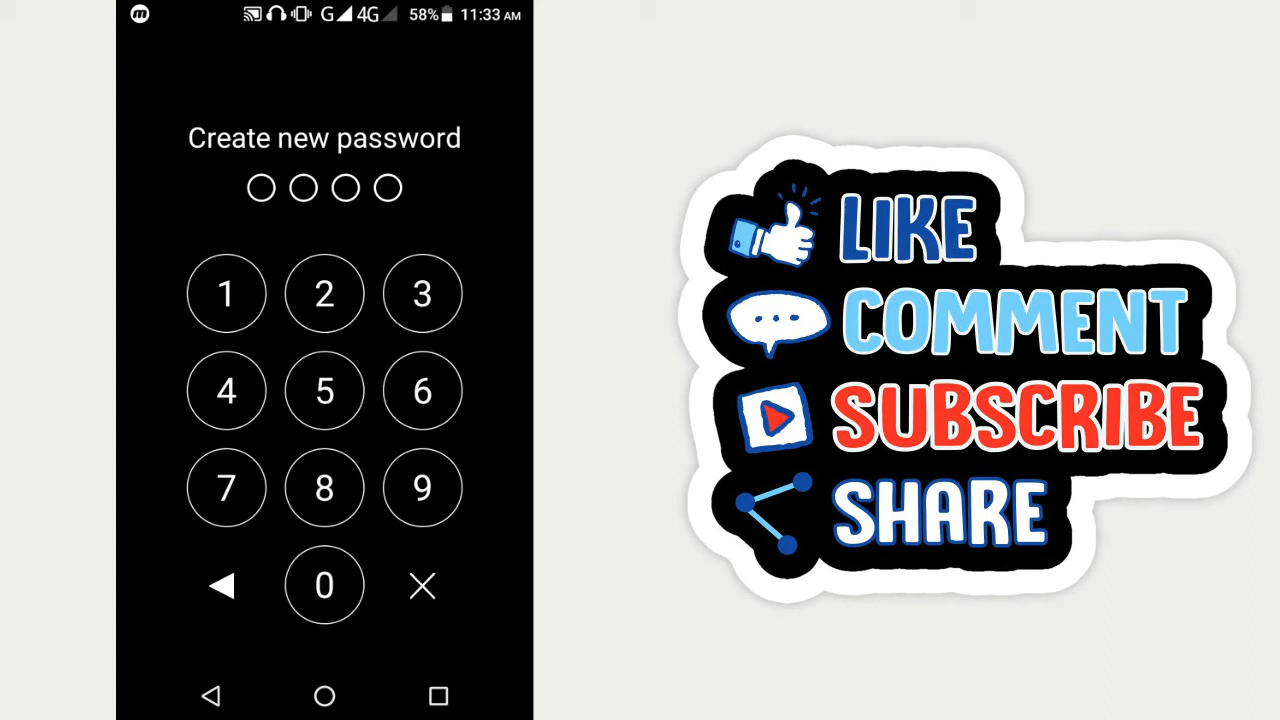 G 4G 58% 11:33 AM
Create new password
1 2 3
4 5 6
7 8 9
0
LIKE
COMMENT
SUBSCRIBE
SHARE